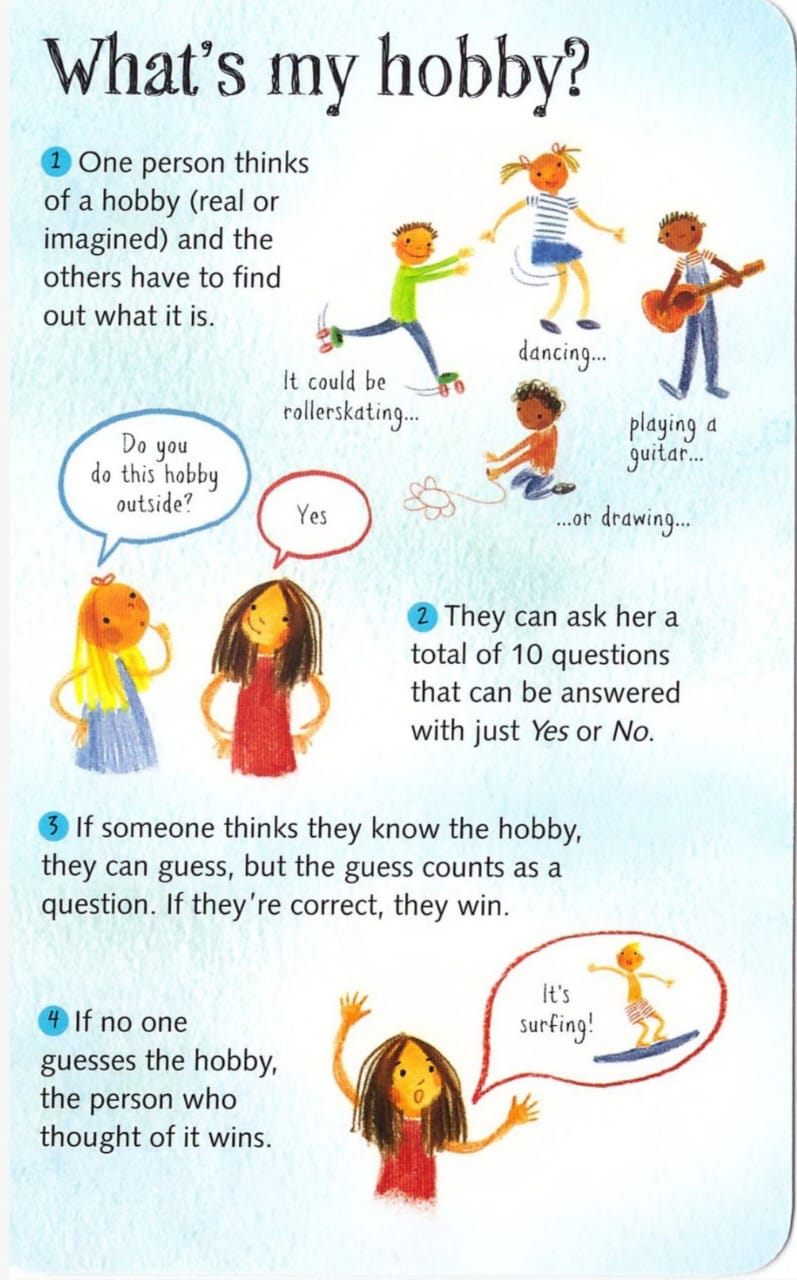 What's my hobby?
1 One person thinks
of a hobby (real or
imagined) and the
others have to find
out what it is.
It could be
rollerskating...
dancing...
playing a
guitar...
...or drawing...
Do you
do this hobby
outside?
Yes
2 They can ask her a
total of 10 questions
that can be answered
with just Yes or No.
3 If someone thinks they know the hobby,
they can guess, but the guess counts as a
question. If they're correct, they win.
4 If no one
guesses the hobby,
the person who
thought of it wins.
It's
surfing!